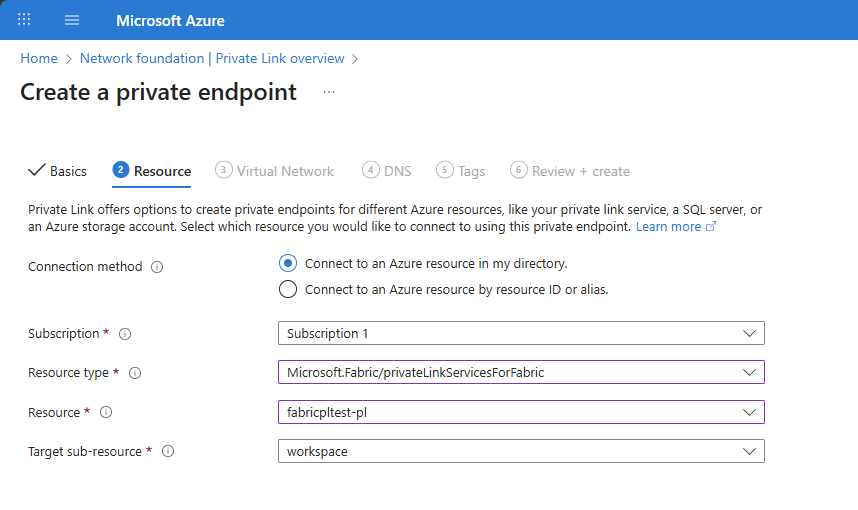 Microsoft Azure
Home > Network foundation | Private Link overview >
Create a private endpoint ...
Basics 2 Resource 3 Virtual Network 4 DNS 5 Tags 6 Review + create
Private Link offers options to create private endpoints for different Azure resources, like your private link service, a SQL server, or
an Azure storage account. Select which resource you would like to connect to using this private endpoint. Learn more
Connection method
Connect to an Azure resource in my directory.
Connect to an Azure resource by resource ID or alias.
Subscription * Subscription 1
Resource type * Microsoft.Fabric/privateLinkServicesForFabric
Resource * fabricpltest-pl
Target sub-resource * workspace